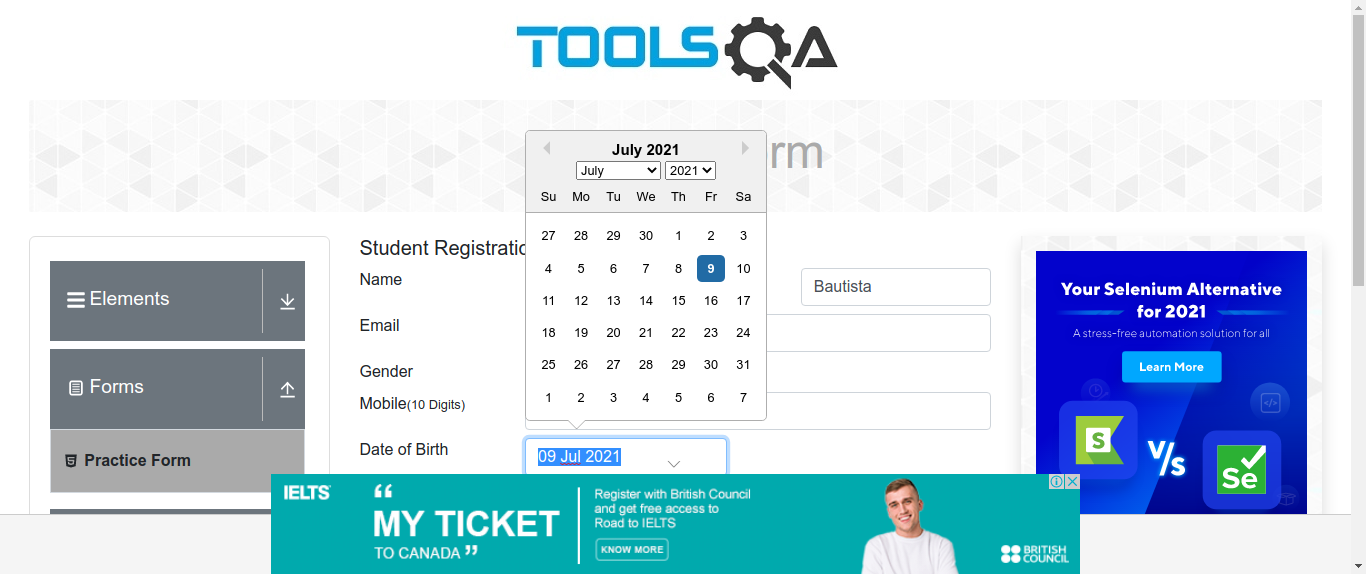 TOOLSQA
rm
July 2021
July 2021
Su Mo Tu We Th Fr Sa
27 28 29 30 1 2 3
4 5 6 7 8 9 10
11 12 13 14 15 16 17
18 19 20 21 22 23 24
25 26 27 28 29 30 31
1 2 3 4 5 6 7
Elements
Forms
Practice Form
Student Registratio
Name
Bautista
Email
Gender
Mobile(10 Digits)
Date of Birth
09 Jul 2021
Your Selenium Alternative
for 2021
A stress-free automation solution for all
Learn More
S
V/s
Se
IELTS
“
MY TICKET
TO CANADA ”
Register with British Council
and get free access to
Road to IELTS
KNOW MORE
BRITISH
COUNCIL